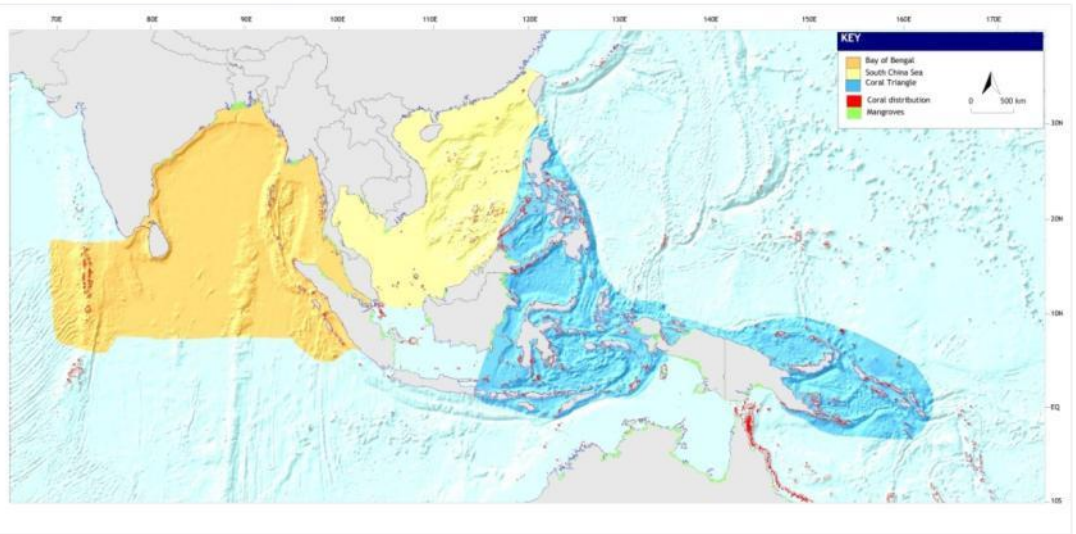 70E 80E 90E 100E 110E 120E 130E 140E 150E 160E 170E
KEY
Bay of Bengal
South China Sea
Coral Triangle
Coral distribution
Mangroves
0 500 km
30N
20N
10N
EQ
10S